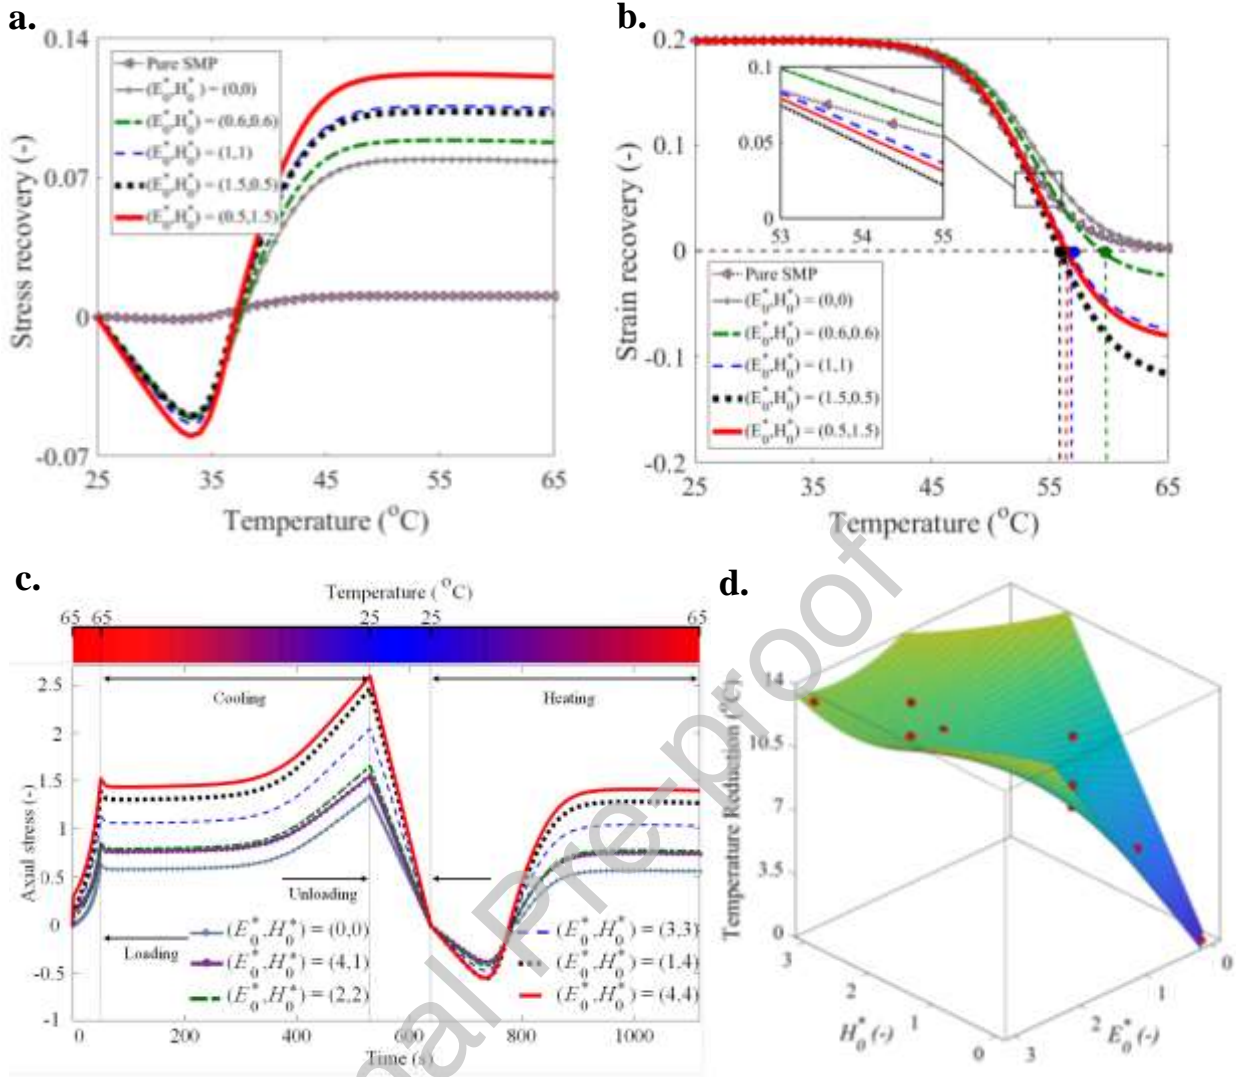 a.
0.14
0.07
0
-0.07
25
35
45
55
65
Stress recovery (-)
Temperature (°C)
Pure SMP
(E*0,H*0) = (0,0)
(E*0,H*0) = (0.6,0.6)
(E*0,H*0) = (1,1)
(E*0,H*0) = (1.5,0.5)
(E*0,H*0) = (0.5,1.5)
b.
0.2
0.2
0
-0.1
-0.2
25
35
45
55
65
Strain recovery (-)
Temperature (°C)
0.1
0.05
0
53
54
55
Pure SMP
(E*0,H*0) = (0,0)
(E*0,H*0) = (0.6,0.6)
(E*0,H*0) = (1,1)
(E*0,H*0) = (1.5,0.5)
(E*0,H*0) = (0.5,1.5)
c.
Temperature (°C)
65 65 25 25 65
2.5
2
1.5
1
0.5
0
-0.5
-1
Axial stress (-)
Cooling
Heating
Unloading
Loading
(E*0,H*0) = (0.0)
(E*0,H*0) = (4.1)
(E*0,H*0) = (2.2)
(E*0,H*0) = (3.3)
(E*0,H*0) = (1.4)
(E*0,H*0) = (4.4)
0 200 400 600 800 1000
Time (s)
d.
14
10.5
7
3.5
0
Temperature Reduction (°C)
3
2
1
0
H*0 (-)
3
2
1
0
E*0 (-)
nal Pre-proof